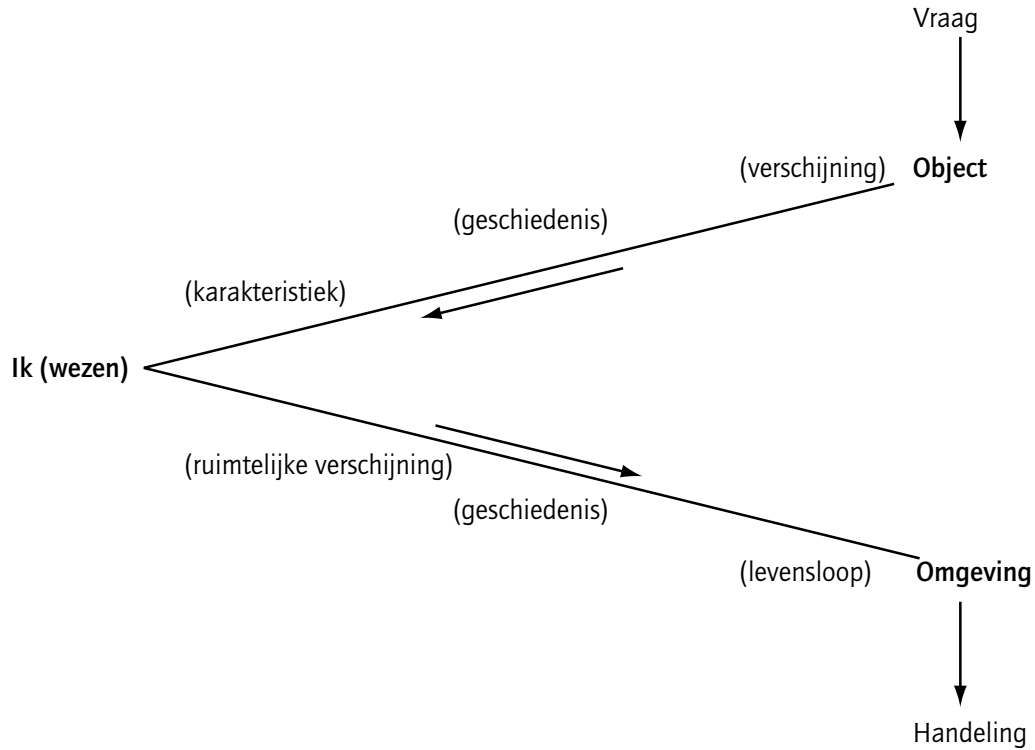 Vraag
(verschijning) Object
(geschiedenis)
(karakteristiek)
Ik (wezen)
(ruimtelijke verschijning)
(geschiedenis)
(levensloop) Omgeving
Handeling